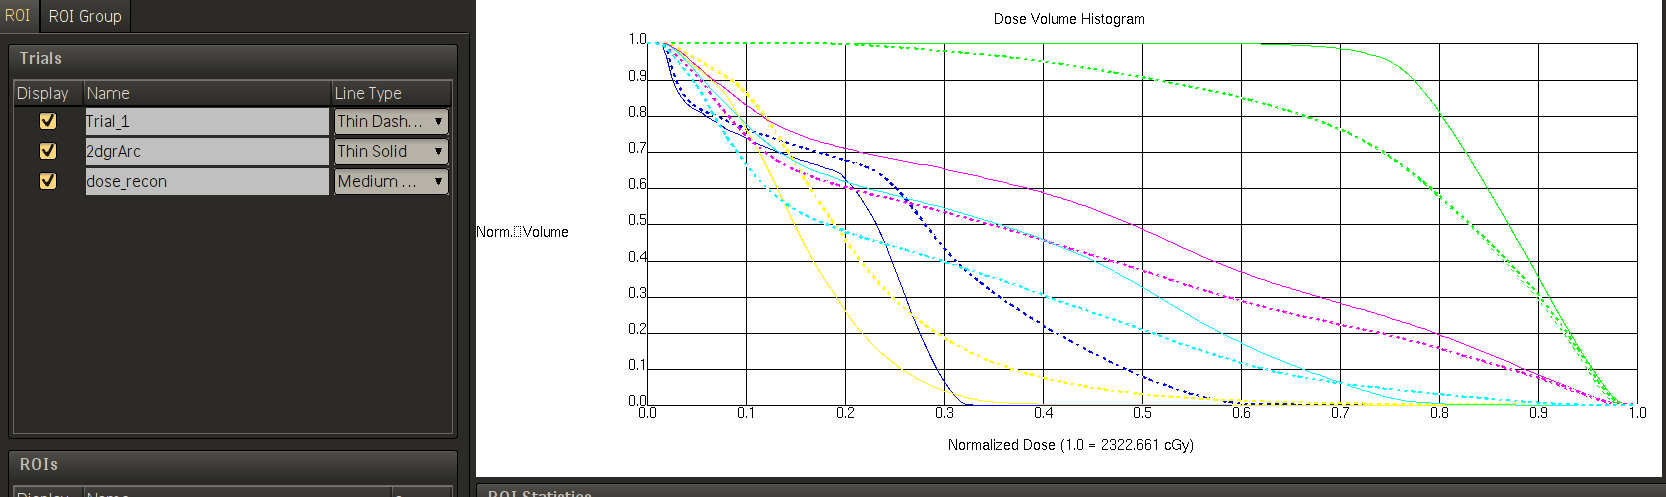 ROI ROI Group
Trials
Display Name Line Type
Trial_1 Thin Dash...
2dgrArc Thin Solid
dose_recon Medium ...
ROIs
Display Name
Dose Volume Histogram
1.0
0.9
0.8
0.7
0.6
0.5
Norm. Volume
0.4
0.3
0.2
0.1
0.0
0.0 0.1 0.2 0.3 0.4 0.5 0.6 0.7 0.8 0.9 1.0
Normalized Dose (1.0 = 2322.661 cGy)
ROI Statistics